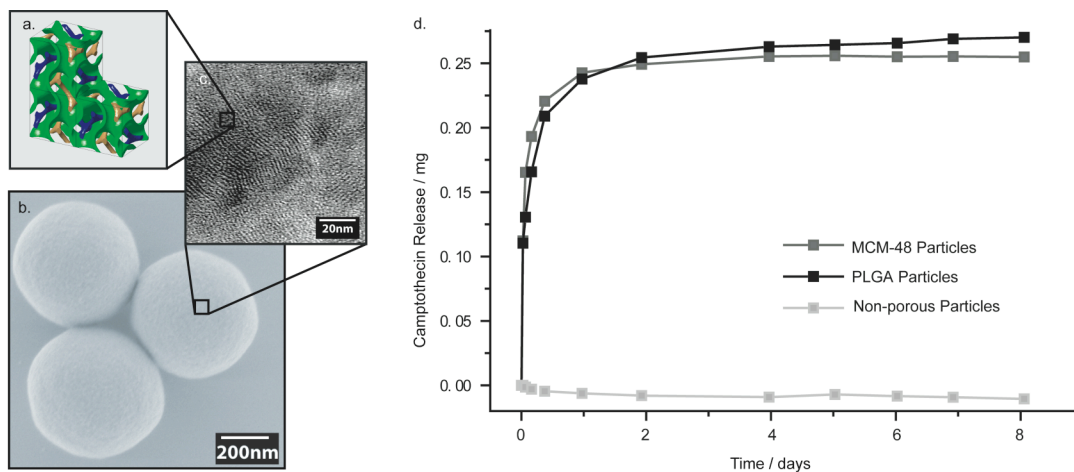 a.
c.
20nm
b.
200nm
d.
Camptothecin Release / mg
0.25
0.20
0.15
0.10
0.05
0.00
0
2
4
6
8
Time / days
MCM-48 Particles
PLGA Particles
Non-porous Particles